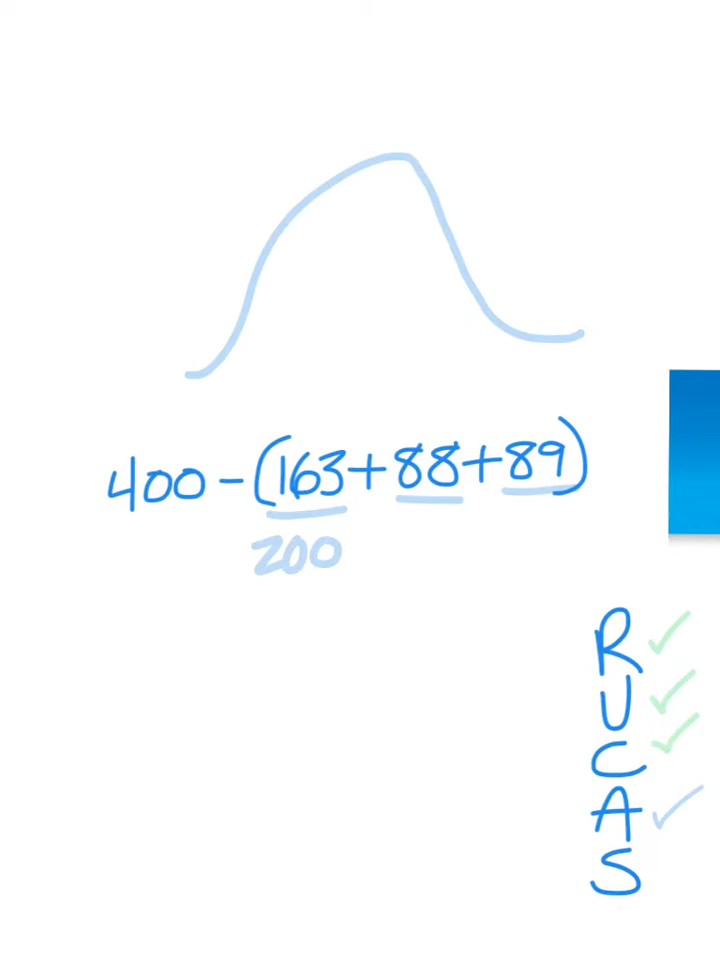 400 - (163 + 88 + 89)
200
R ✓
U ✓
C ✓
A ✓
S